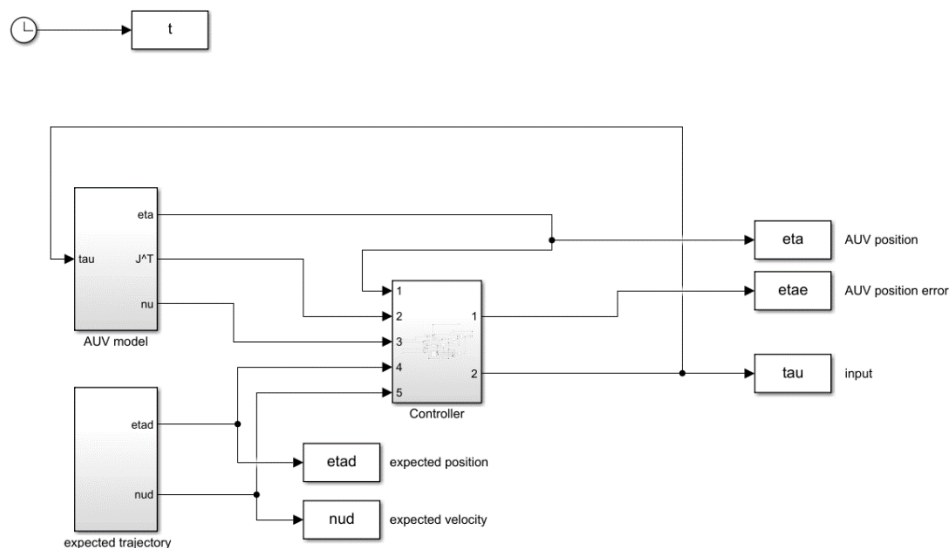 t
eta
tau
J^T
nu
AUV model
1
2
3
4
5
1
2
Controller
eta
AUV position
etae
AUV position error
tau
input
etad
nud
expected trajectory
etad
expected position
nud
expected velocity